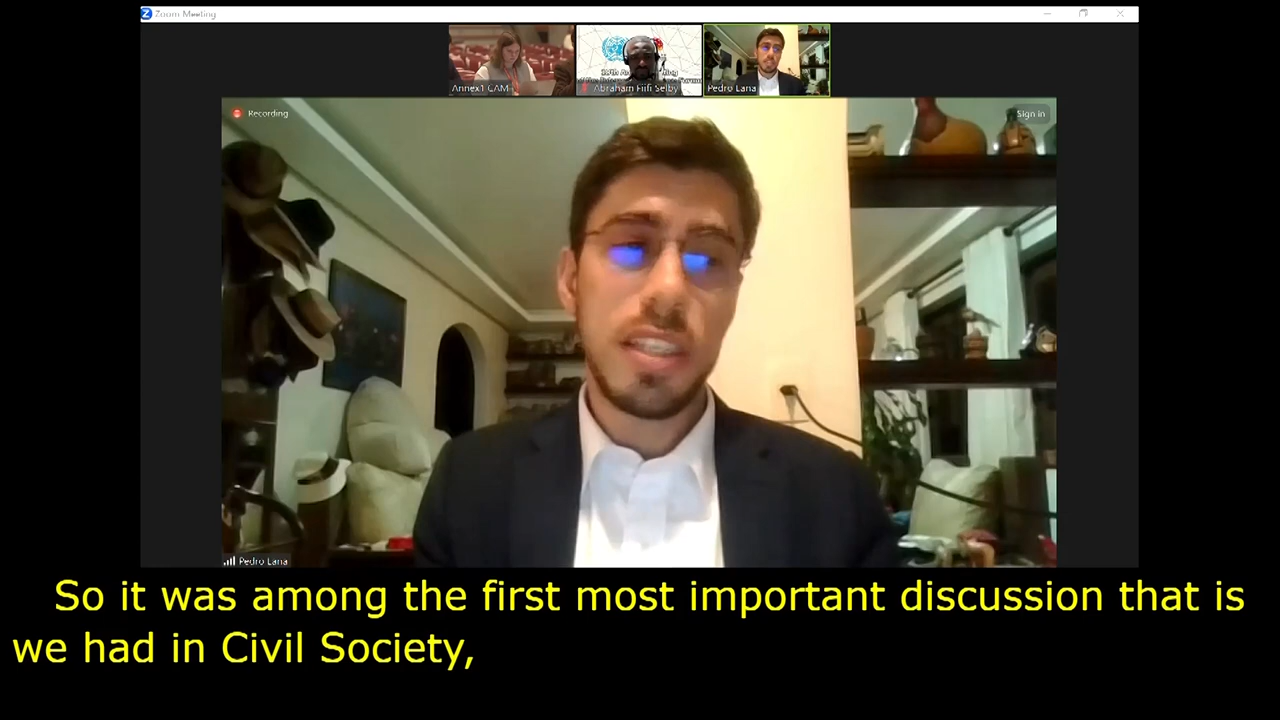 Zoom Meeting
Annex1 CAM
Abraham Fiifi Selby
Pedro Lana
Recording
Sign in
Pedro Lana
So it was among the first most important discussion that is
we had in Civil Society,